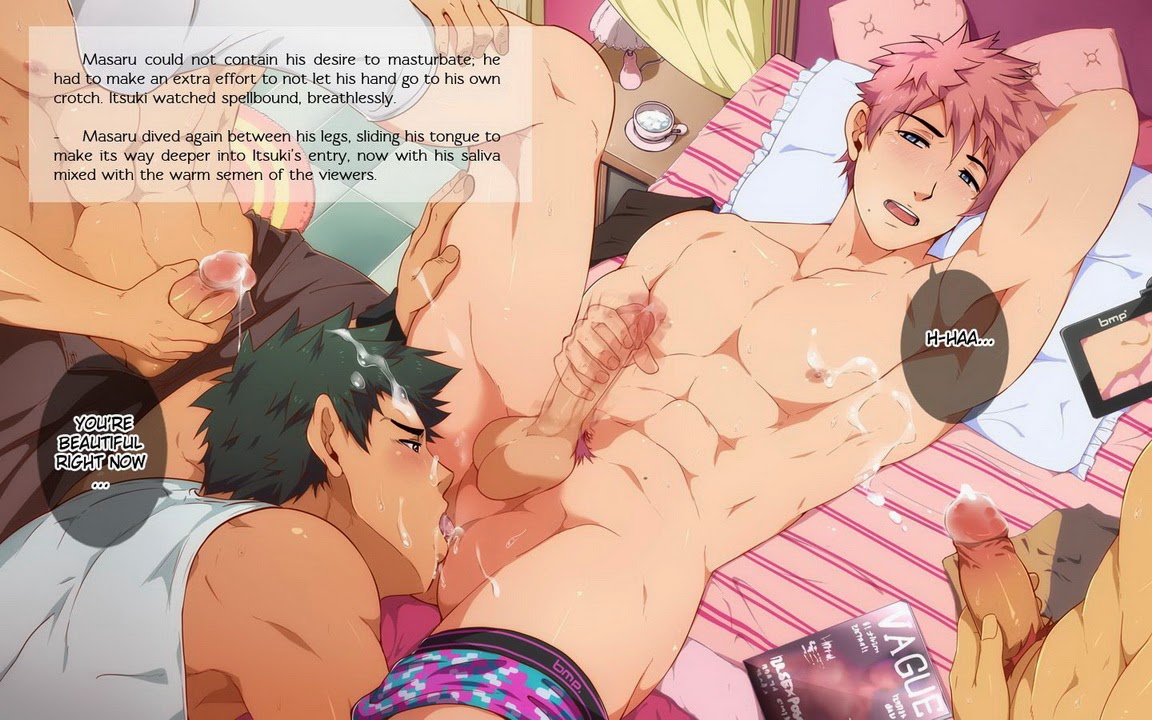 Masaru could not contain his desire to masturbate; he
had to make an extra effort to not let his hand go to his own
crotch. Itsuki watched spellbound, breathlessly.
- Masaru dived again between his legs, sliding his tongue to
make its way deeper into Itsuki's entry, now with his saliva
mixed with the warm semen of the viewers.
H-HAA...
bmp
YOU'RE
BEAUTIFUL
RIGHT NOW
...
bmp
VAGUE